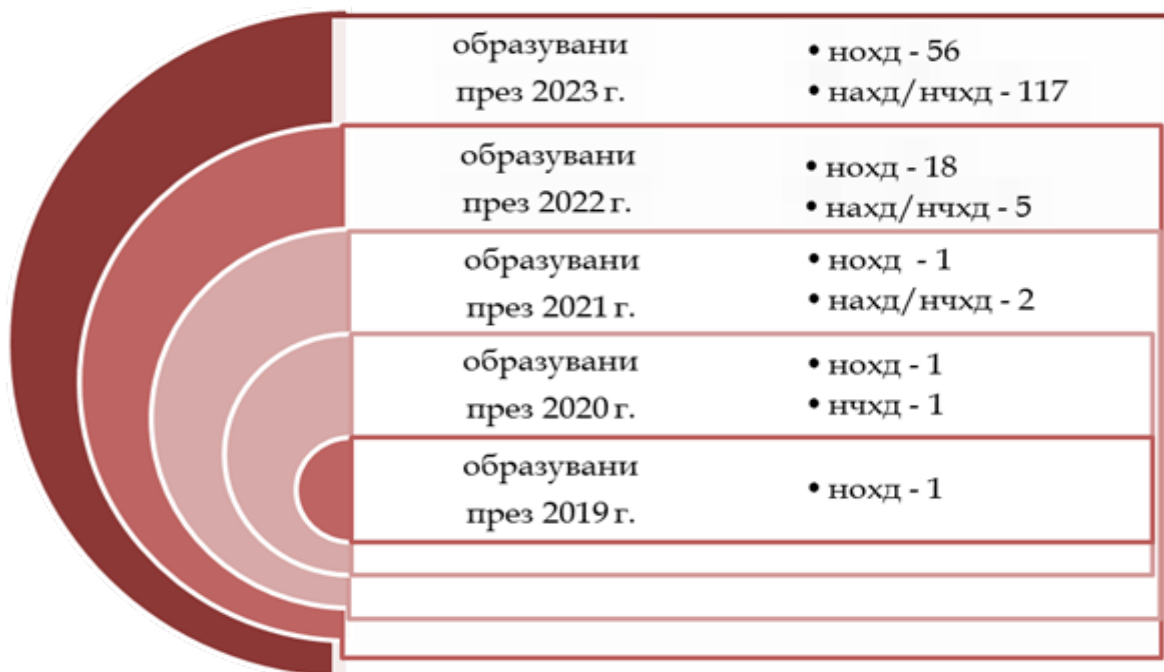 образувани
през 2023 г.
• нохд - 56
• нахд/нчхд - 117
образувани
през 2022 г.
• нохд - 18
• нахд/нчхд - 5
образувани
през 2021 г.
• нохд - 1
• нахд/нчхд - 2
образувани
през 2020 г.
• нохд - 1
• нчхд - 1
образувани
през 2019 г.
• нохд - 1